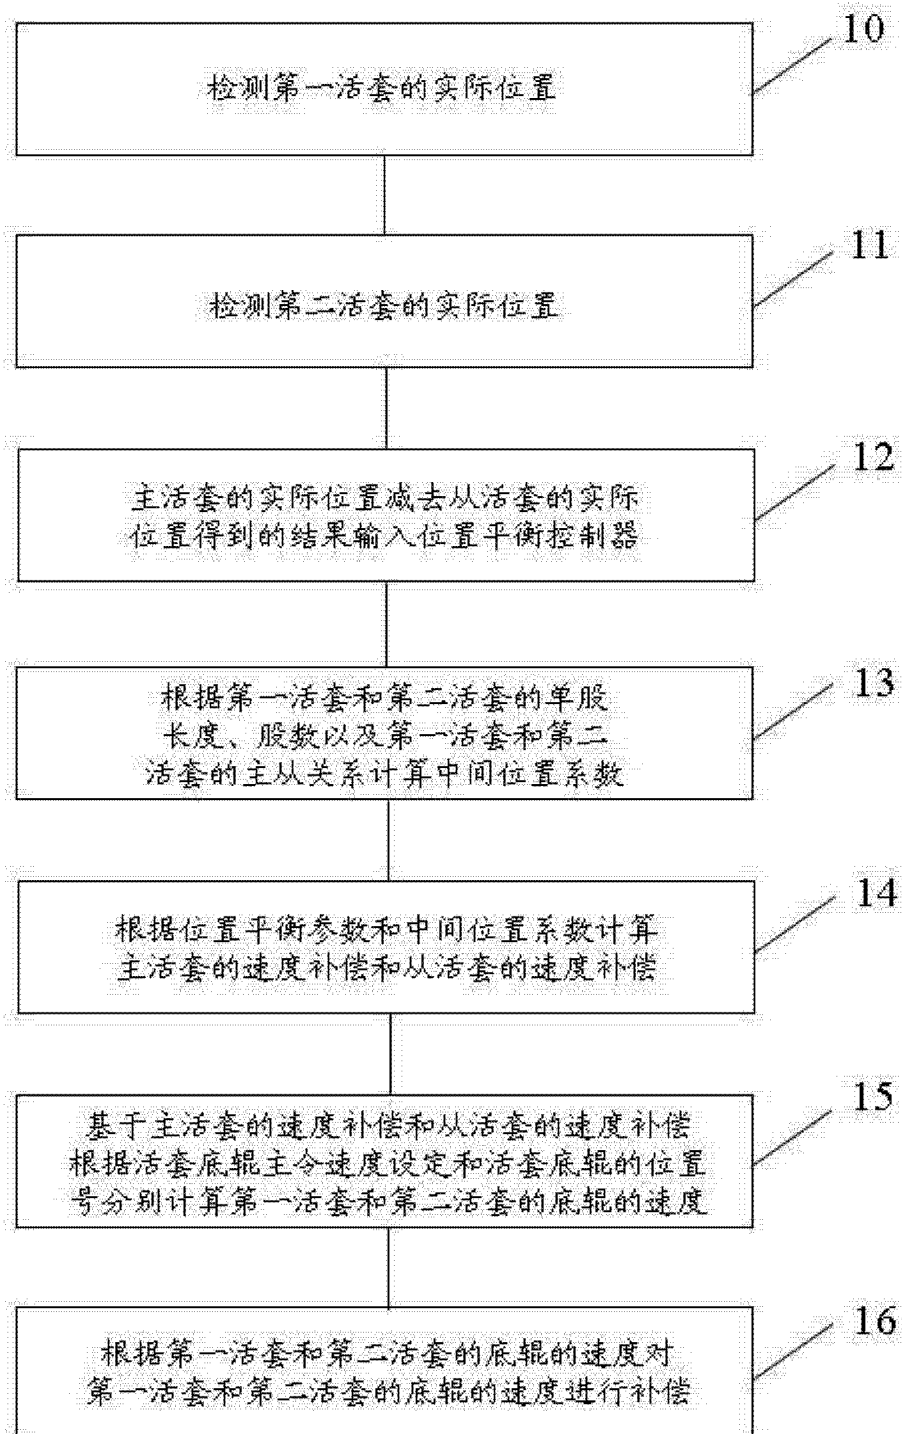 10
检测第一活套的实际位置
11
检测第二活套的实际位置
12
主活套的实际位置减去从活套的实际
位置得到的结果输入位置平衡控制器
13
根据第一活套和第二活套的单股
长度、股数以及第一活套和第二
活套的主从关系计算中间位置系数
14
根据位置平衡参数和中间位置系数计算
主活套的速度补偿和从活套的速度补偿
15
基于主活套的速度补偿和从活套的速度补偿
根据活套底辊主令速度设定和活套底辊的位置
号分别计算第一活套和第二活套的底辊的速度
16
根据第一活套和第二活套的底辊的速度对
第一活套和第二活套的底辊的速度进行补偿